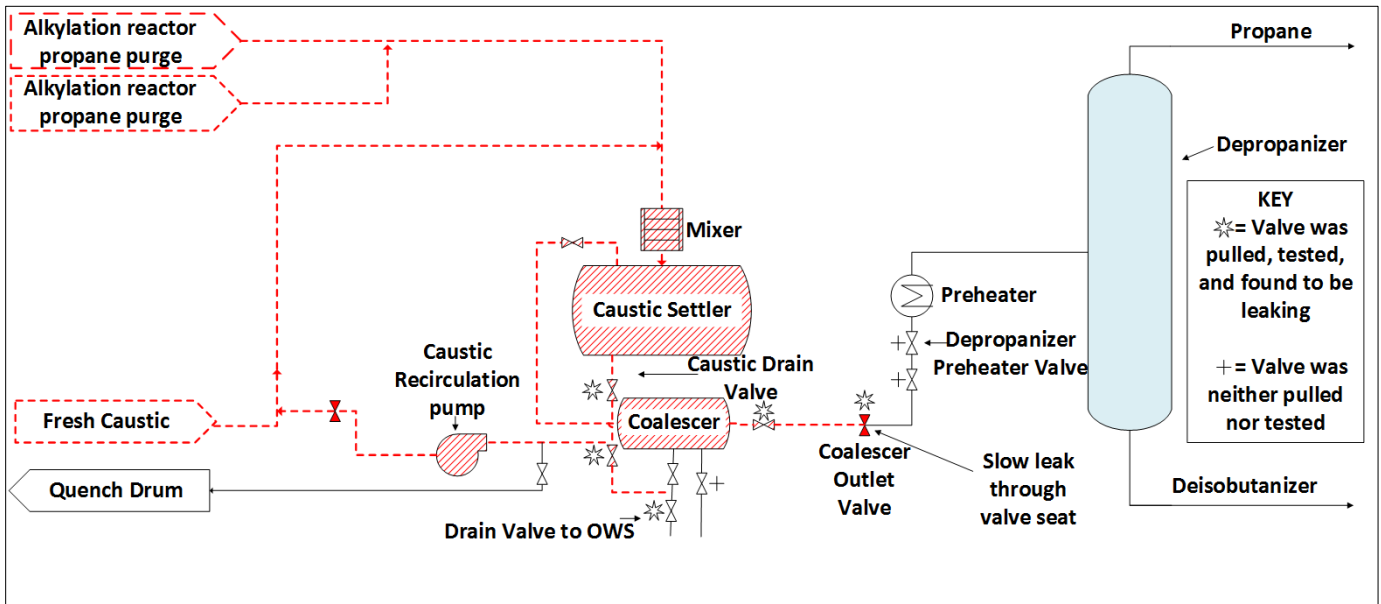 Alkylation reactor
propane purge
Alkylation reactor
propane purge
Propane
Depropanizer
KEY
= Valve was
pulled, tested,
and found to be
leaking
+ = Valve was
neither pulled
nor tested
Mixer
Caustic Settler
Preheater
+
Depropanizer
Preheater Valve
+
Caustic
Recirculation
pump
Caustic Drain
Valve
Fresh Caustic
Coalescer
Coalescer
Outlet
Valve
Slow leak
through
valve seat
+
Quench Drum
Drain Valve to OWS
Deisobutanizer